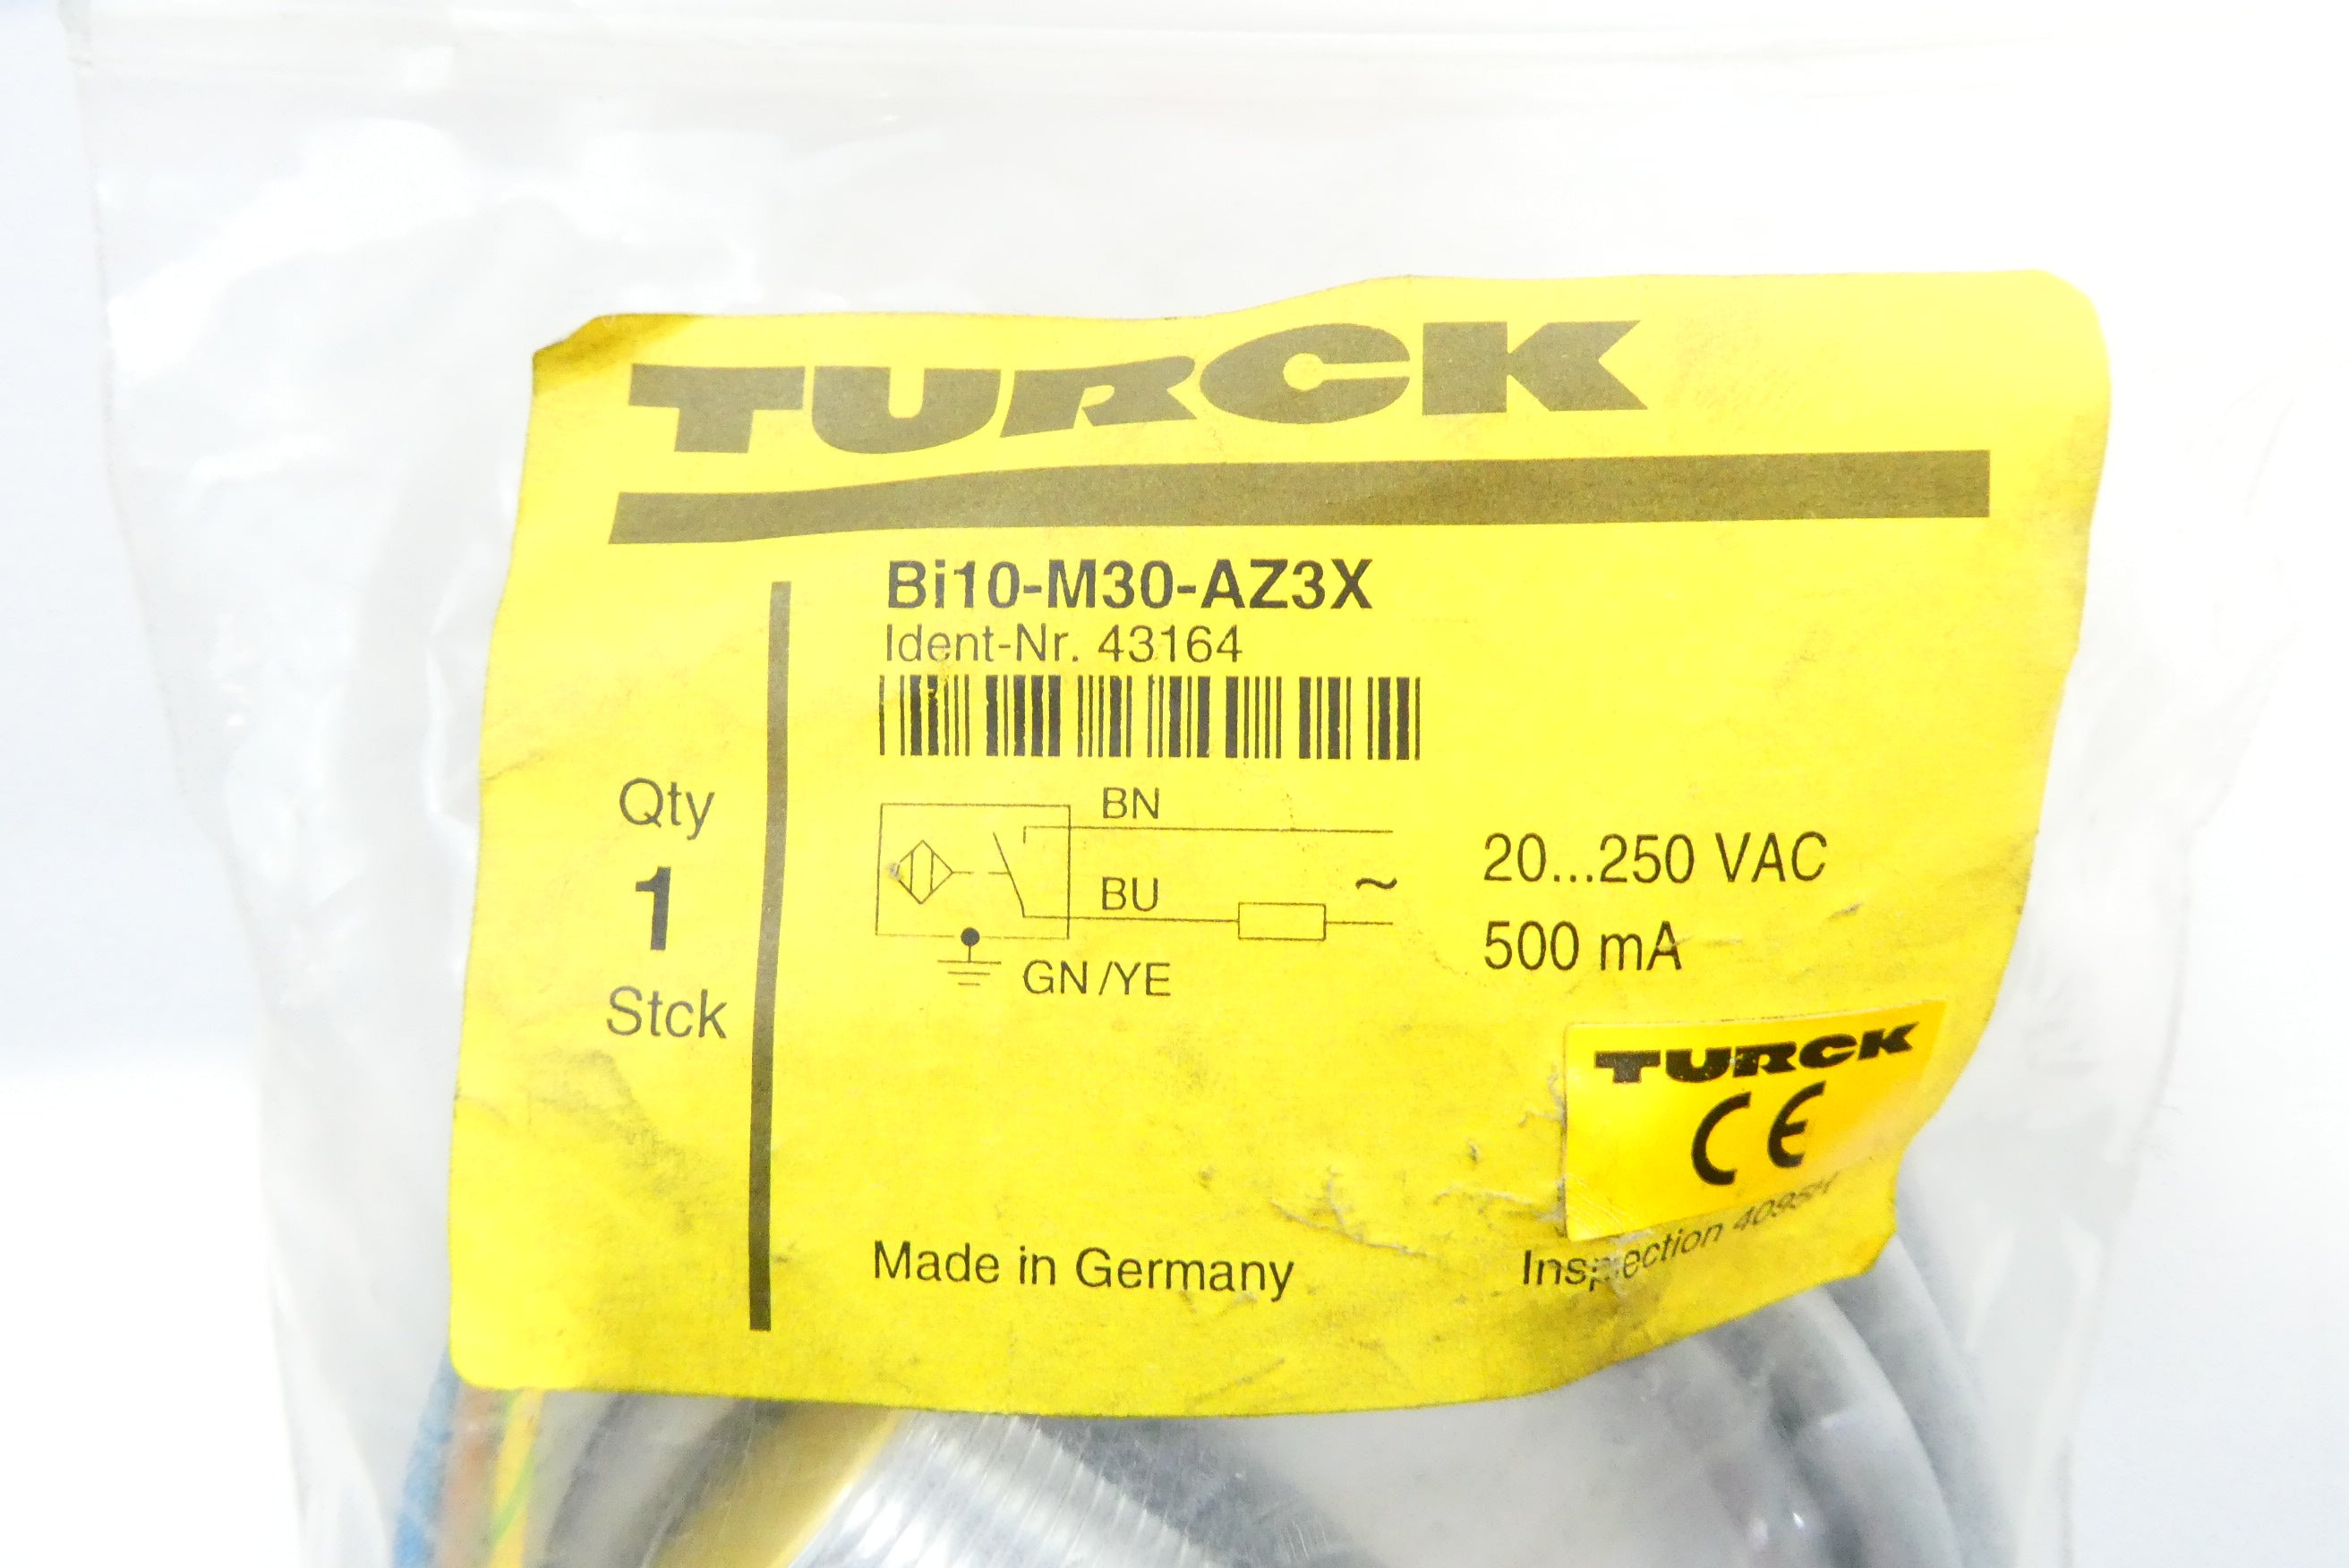 TURCK
Bi10-M30-AZ3X
Ident-Nr. 43164
Qty
1
Stck
BN
BU
~
GN/YE
20...250 VAC
500 mA
TURCK
CE
Made in Germany
Inspection